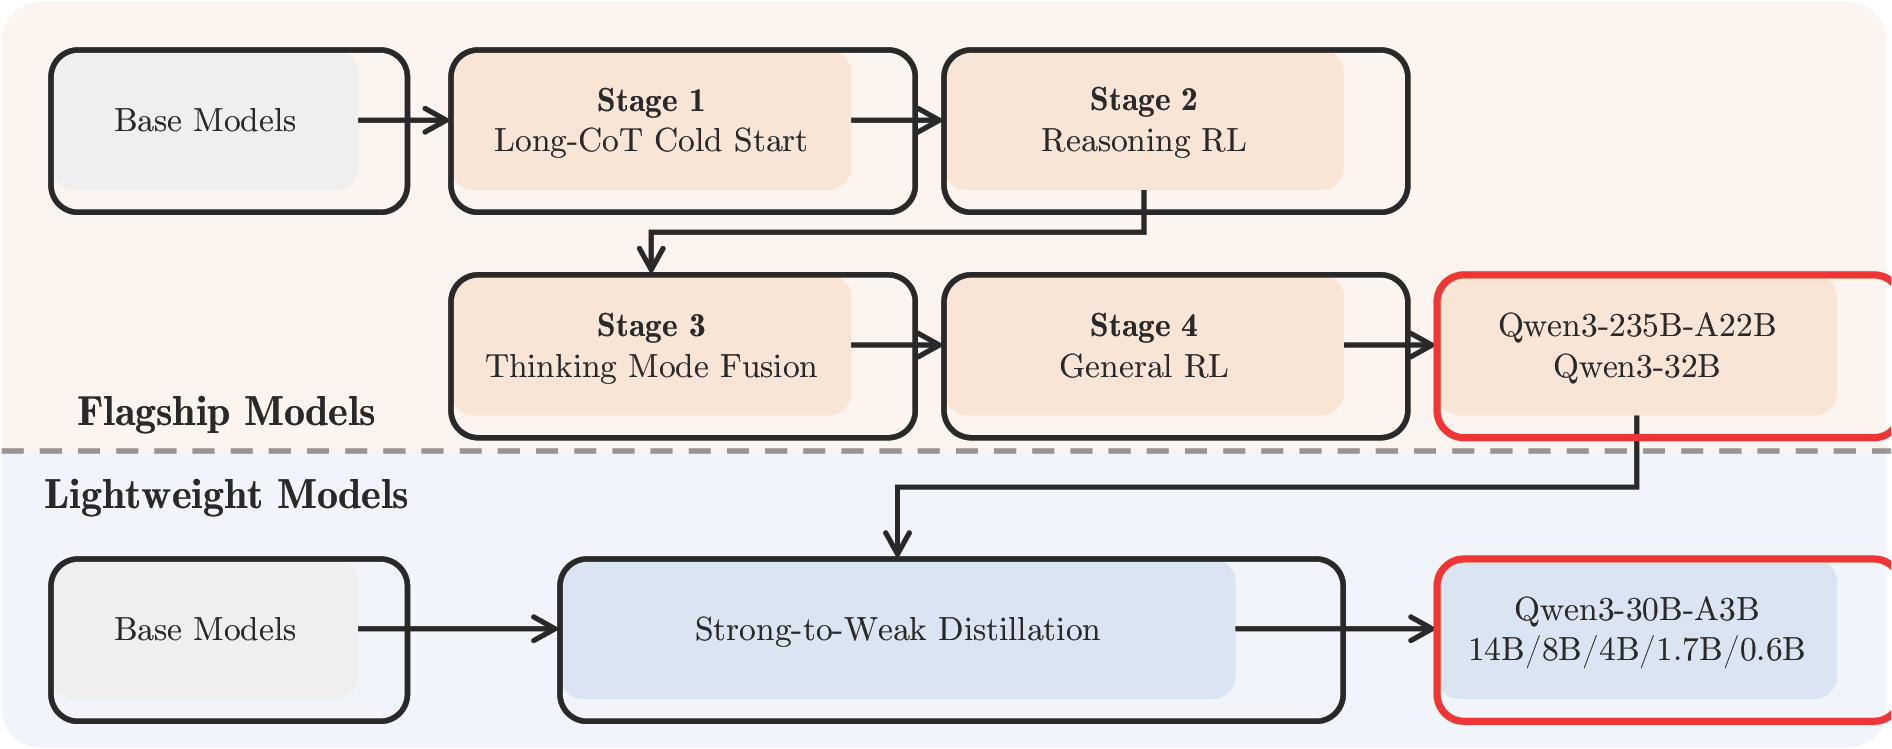 Base Models
Stage 1
Long-CoT Cold Start
Stage 2
Reasoning RL
Stage 3
Thinking Mode Fusion
Stage 4
General RL
Qwen3-235B-A22B
Qwen3-32B
Flagship Models
Lightweight Models
Base Models
Strong-to-Weak Distillation
Qwen3-30B-A3B
14B/8B/4B/1.7B/0.6B